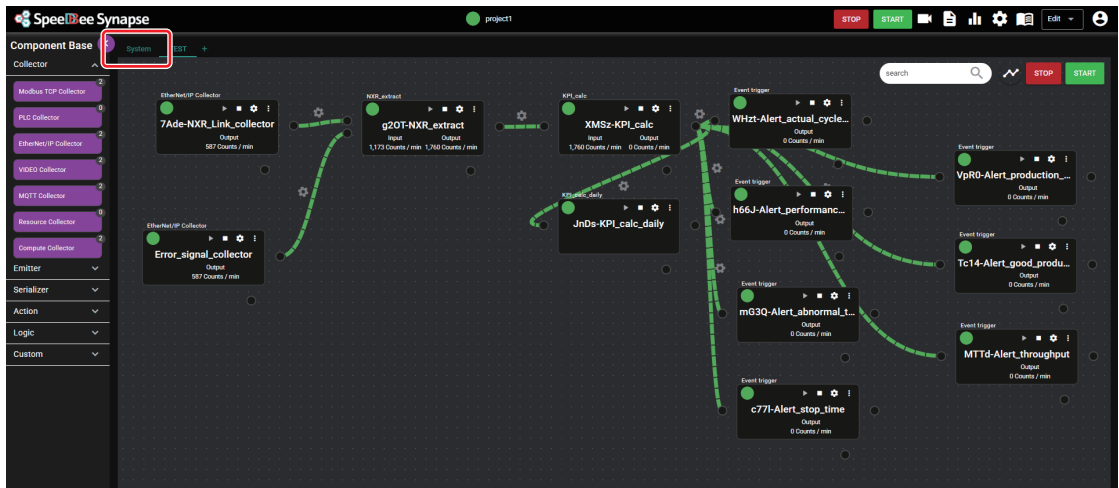 SpeeDBee Synapse
project1
STOP
START
Edit
Component Base
System
TEST
+
Collector
Modbus TCP Collector
2
PLC Collector
0
EtherNet/IP Collector
2
VIDEO Collector
2
MQTT Collector
2
Resource Collector
0
Compute Collector
2
Emitter
Serializer
Action
Logic
Custom
search
STOP
START
EtherNet/IP Collector
7Ade-NXR_Link_collector
Output
587 Counts / min
NXR_extract
g2OT-NXR_extract
Input Output
1,173 Counts / min 1,760 Counts / min
KPI_calc
XMSz-KPI_calc
Input Output
1,760 Counts / min 0 Counts / min
Event trigger
WHzt-Alert_actual_cycle...
Output
0 Counts / min
Event trigger
VpR0-Alert_production_...
Output
0 Counts / min
KPI_calc_daily
JnDs-KPI_calc_daily
Event trigger
h66J-Alert_performanc...
Output
0 Counts / min
EtherNet/IP Collector
Error_signal_collector
Output
587 Counts / min
Event trigger
Tc14-Alert_good_produ...
Output
0 Counts / min
Event trigger
mG3Q-Alert_abnormal_t...
Output
0 Counts / min
Event trigger
MTTd-Alert_throughput
Output
0 Counts / min
Event trigger
c77l-Alert_stop_time
Output
0 Counts / min